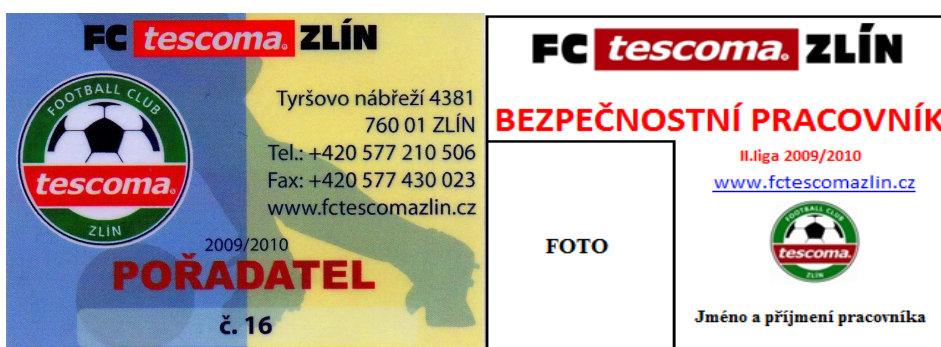 FC tescoma. ZLÍN
FOOTBALL CLUB
tescoma.
ZLÍN
Tyršovo nábřeží 4381
760 01 ZLÍN
Tel.: +420 577 210 506
Fax: +420 577 430 023
www.fctescomazlin.cz
2009/2010
POŘADATEL
č. 16
FC tescoma. ZLÍN
BEZPEČNOSTNÍ PRACOVNÍK
II.liga 2009/2010
www.fctescomazlin.cz
FOTO
FOOTBALL CLUB
tescoma.
ZLÍN
Jméno a příjmení pracovníka